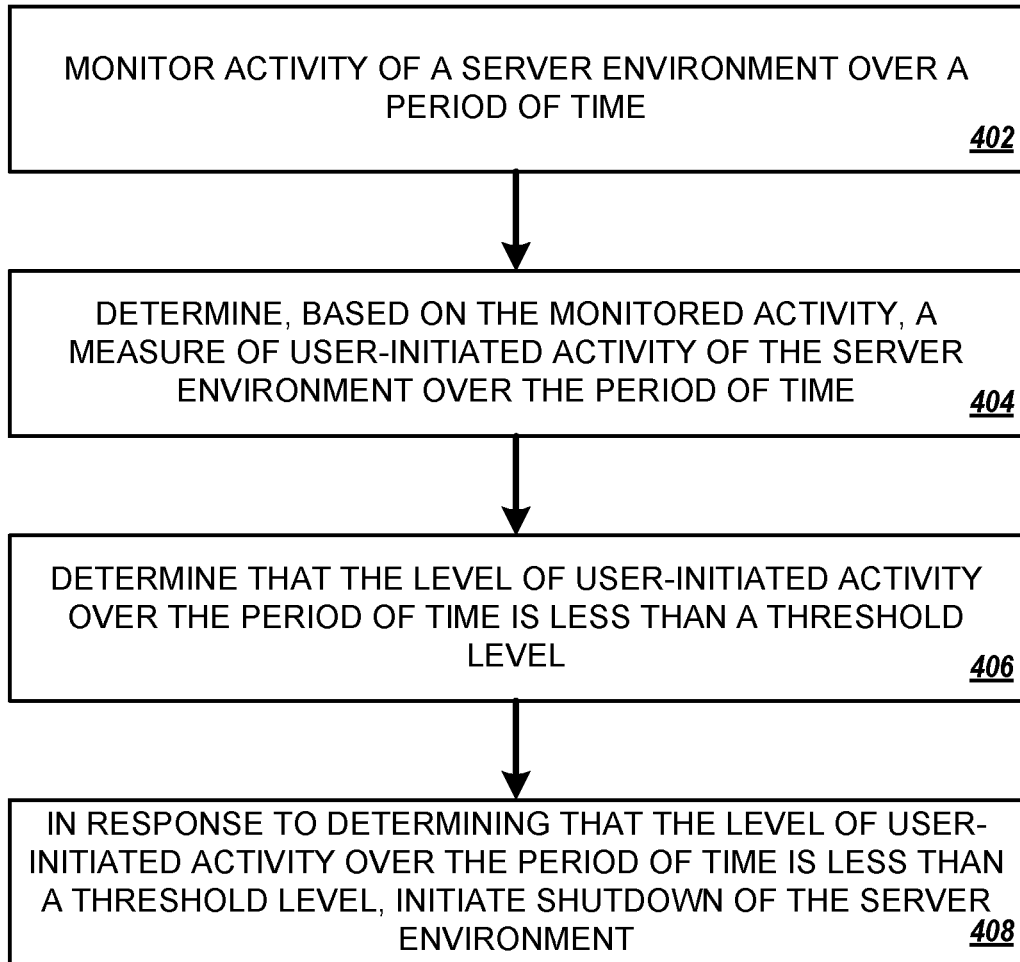 MONITOR ACTIVITY OF A SERVER ENVIRONMENT OVER A
PERIOD OF TIME
402
DETERMINE, BASED ON THE MONITORED ACTIVITY, A
MEASURE OF USER-INITIATED ACTIVITY OF THE SERVER
ENVIRONMENT OVER THE PERIOD OF TIME
404
DETERMINE THAT THE LEVEL OF USER-INITIATED ACTIVITY
OVER THE PERIOD OF TIME IS LESS THAN A THRESHOLD
LEVEL
406
IN RESPONSE TO DETERMINING THAT THE LEVEL OF USER-
INITIATED ACTIVITY OVER THE PERIOD OF TIME IS LESS THAN
A THRESHOLD LEVEL, INITIATE SHUTDOWN OF THE SERVER
ENVIRONMENT
408